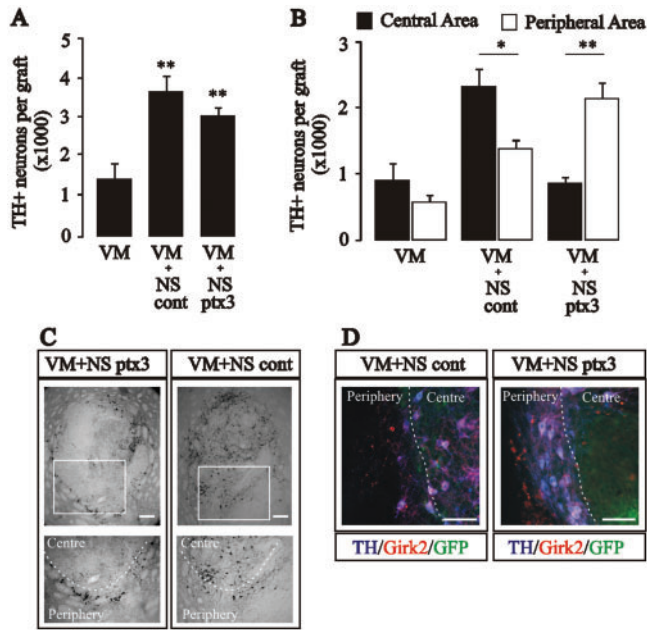 A
TH+ neurons per graft
(x1000)
5
4
3
2
1
0
**
**
VM
VM
+
NS
cont
VM
+
NS
ptx3
B
Central Area
Peripheral Area
TH+ neurons per graft
(x1000)
3
2
1
0
*
**
VM
VM
+
NS
cont
VM
+
NS
ptx3
C
VM+NS ptx3
VM+NS cont
Centre
Periphery
Centre
Periphery
D
VM+NS cont
VM+NS ptx3
Periphery
Centre
Periphery
Centre
TH/Girk2/GFP
TH/Girk2/GFP